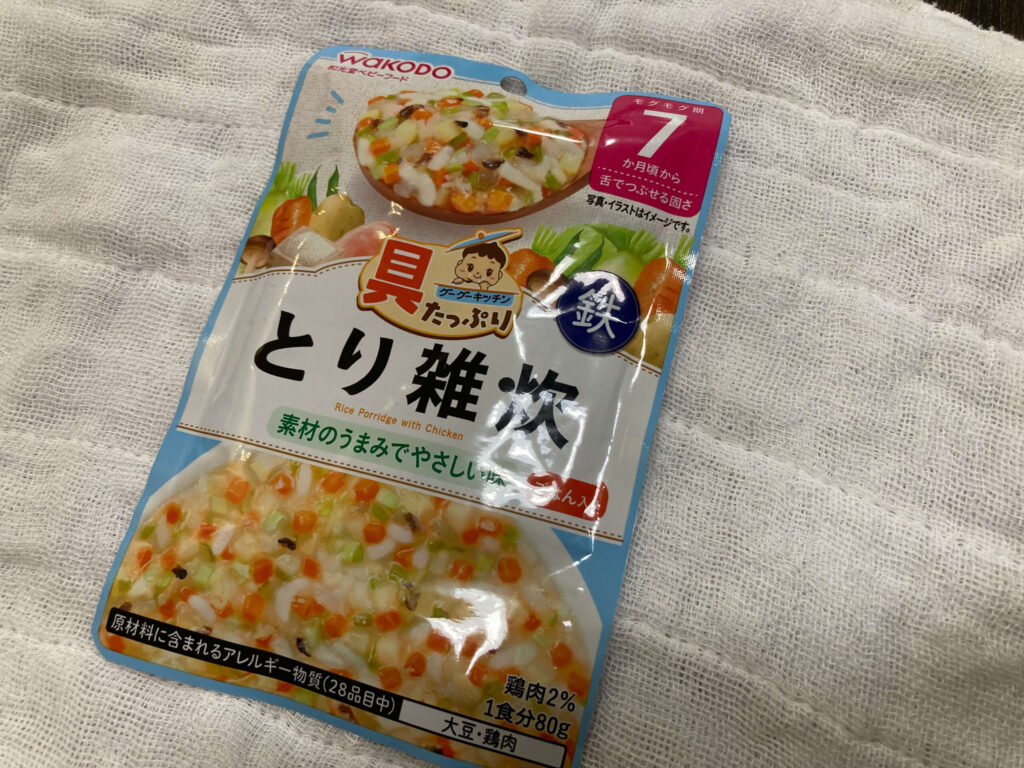 WAKODO
和光堂ベビーフード
モグモグ期
7
か月頃から
舌でつぶせる固さ
写真・イラストはイメージです。
具
たっぷり
グーグーキッチン
鉄
とり雑炊
Rice Porridge with Chicken
素材のうまみでやさしい味
ごはん入り
原材料に含まれるアレルギー物質(28品目中)
大豆・鶏肉
鶏肉2%
1食分80g